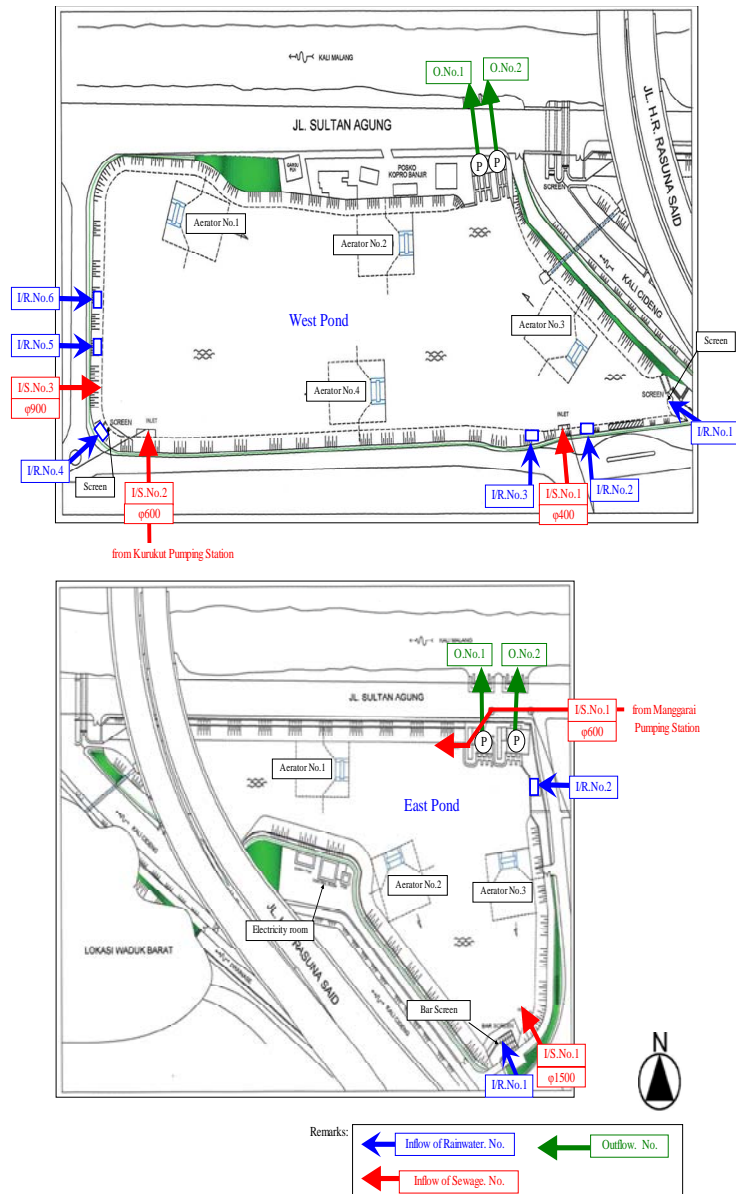 O.No.1
O.No.2
KALI MALANG
JL. SULTAN AGUNG
JL. H.R. RASUNA SAID
POSKO
KOPRO BANJIR
P
P
SCREEN
Aerator No.1
Aerator No.2
KALI CIDENG
I/R.No.6
West Pond
Aerator No.3
I/R.No.5
Screen
I/S.No.3
φ900
Aerator No.4
SCREEN
SCREEN
INLET
INLET
I/R.No.1
I/R.No.4
Screen
I/S.No.2
φ600
I/R.No.3
I/S.No.1
φ400
I/R.No.2
from Kurukut Pumping Station
KALI MALANG
O.No.1
O.No.2
JL. SULTAN AGUNG
I/S.No.1
φ600
from Manggarai
Pumping Station
P
P
Aerator No.1
I/R.No.2
East Pond
KALI CIDENG
Aerator No.2
Aerator No.3
Electricity room
JL. H.R. RASUNA SAID
LOKASI WADUK BARAT
KALI CIDENG
Bar Screen
BAR SCREEN
I/S.No.1
φ1500
I/R.No.1
N
Remarks:
Inflow of Rainwater. No.
Outflow. No.
Inflow of Sewage. No.